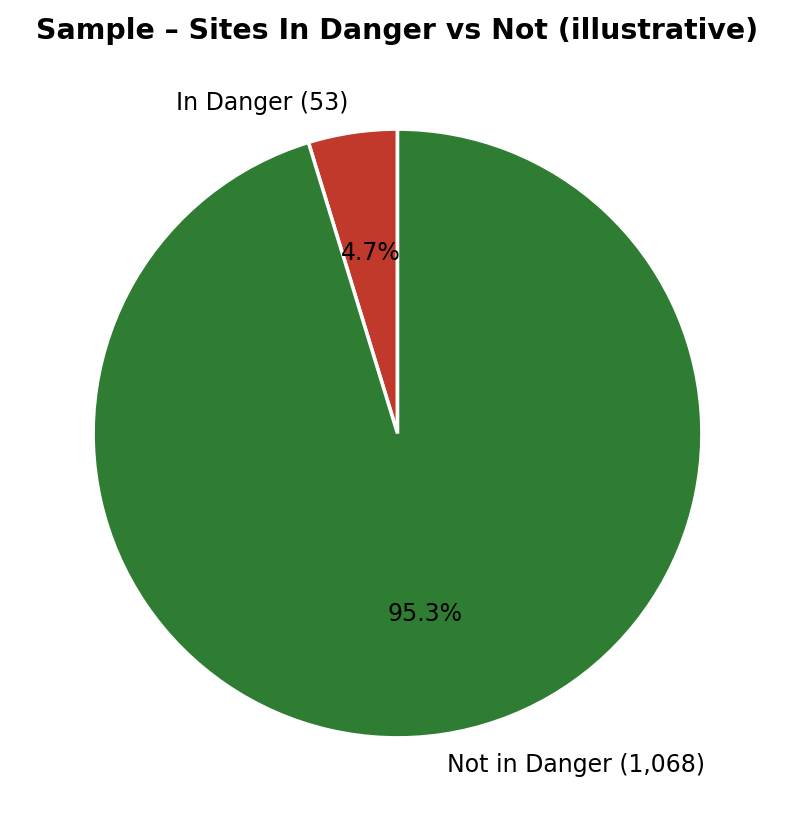 Sample – Sites In Danger vs Not (illustrative)
In Danger (53)
4.7%
95.3%
Not in Danger (1,068)